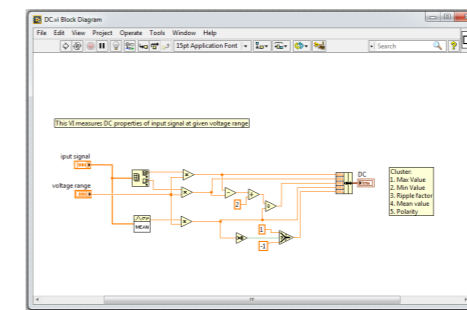 DC.vi Block Diagram
File Edit View Project Operate Tools Window Help
15pt Application Font
Search
This VI measures DC properties of input signal at given voltage range
iput signal
voltage range
MEAN
2
1
-1
DC
Cluster:
1. Max Value
2. Min Value
3. Ripple factor
4. Mean value
5. Polarity